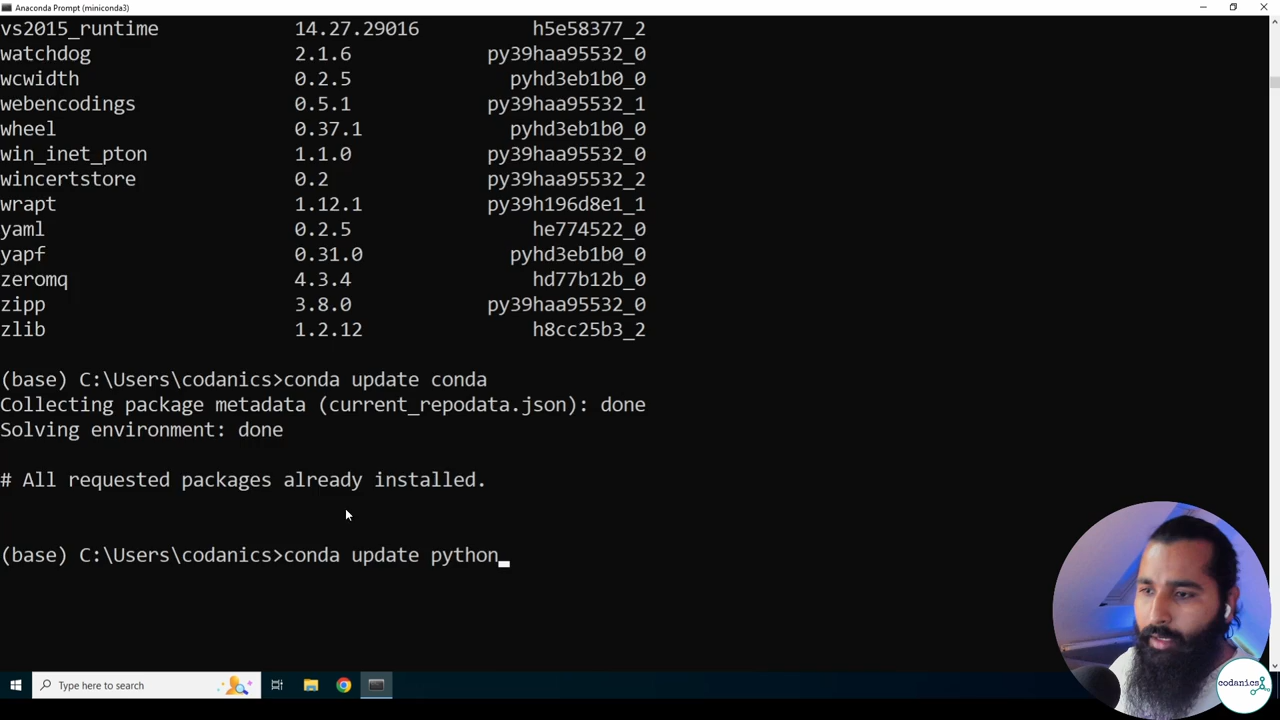 Anaconda Prompt (miniconda3)
vs2015_runtime 14.27.29016 h5e58377_2
watchdog 2.1.6 py39haa95532_0
wcwidth 0.2.5 pyhd3eb1b0_0
webencodings 0.5.1 py39haa95532_1
wheel 0.37.1 pyhd3eb1b0_0
win_inet_pton 1.1.0 py39haa95532_0
wincertstore 0.2 py39haa95532_2
wrapt 1.12.1 py39h196d8e1_1
yaml 0.2.5 he774522_0
yapf 0.31.0 pyhd3eb1b0_0
zeromq 4.3.4 hd77b12b_0
zipp 3.8.0 py39haa95532_0
zlib 1.2.12 h8cc25b3_2
(base) C:\Users\codanics>conda update conda
Collecting package metadata (current_repodata.json): done
Solving environment: done
# All requested packages already installed.
(base) C:\Users\codanics>conda update python_
Type here to search
codanics